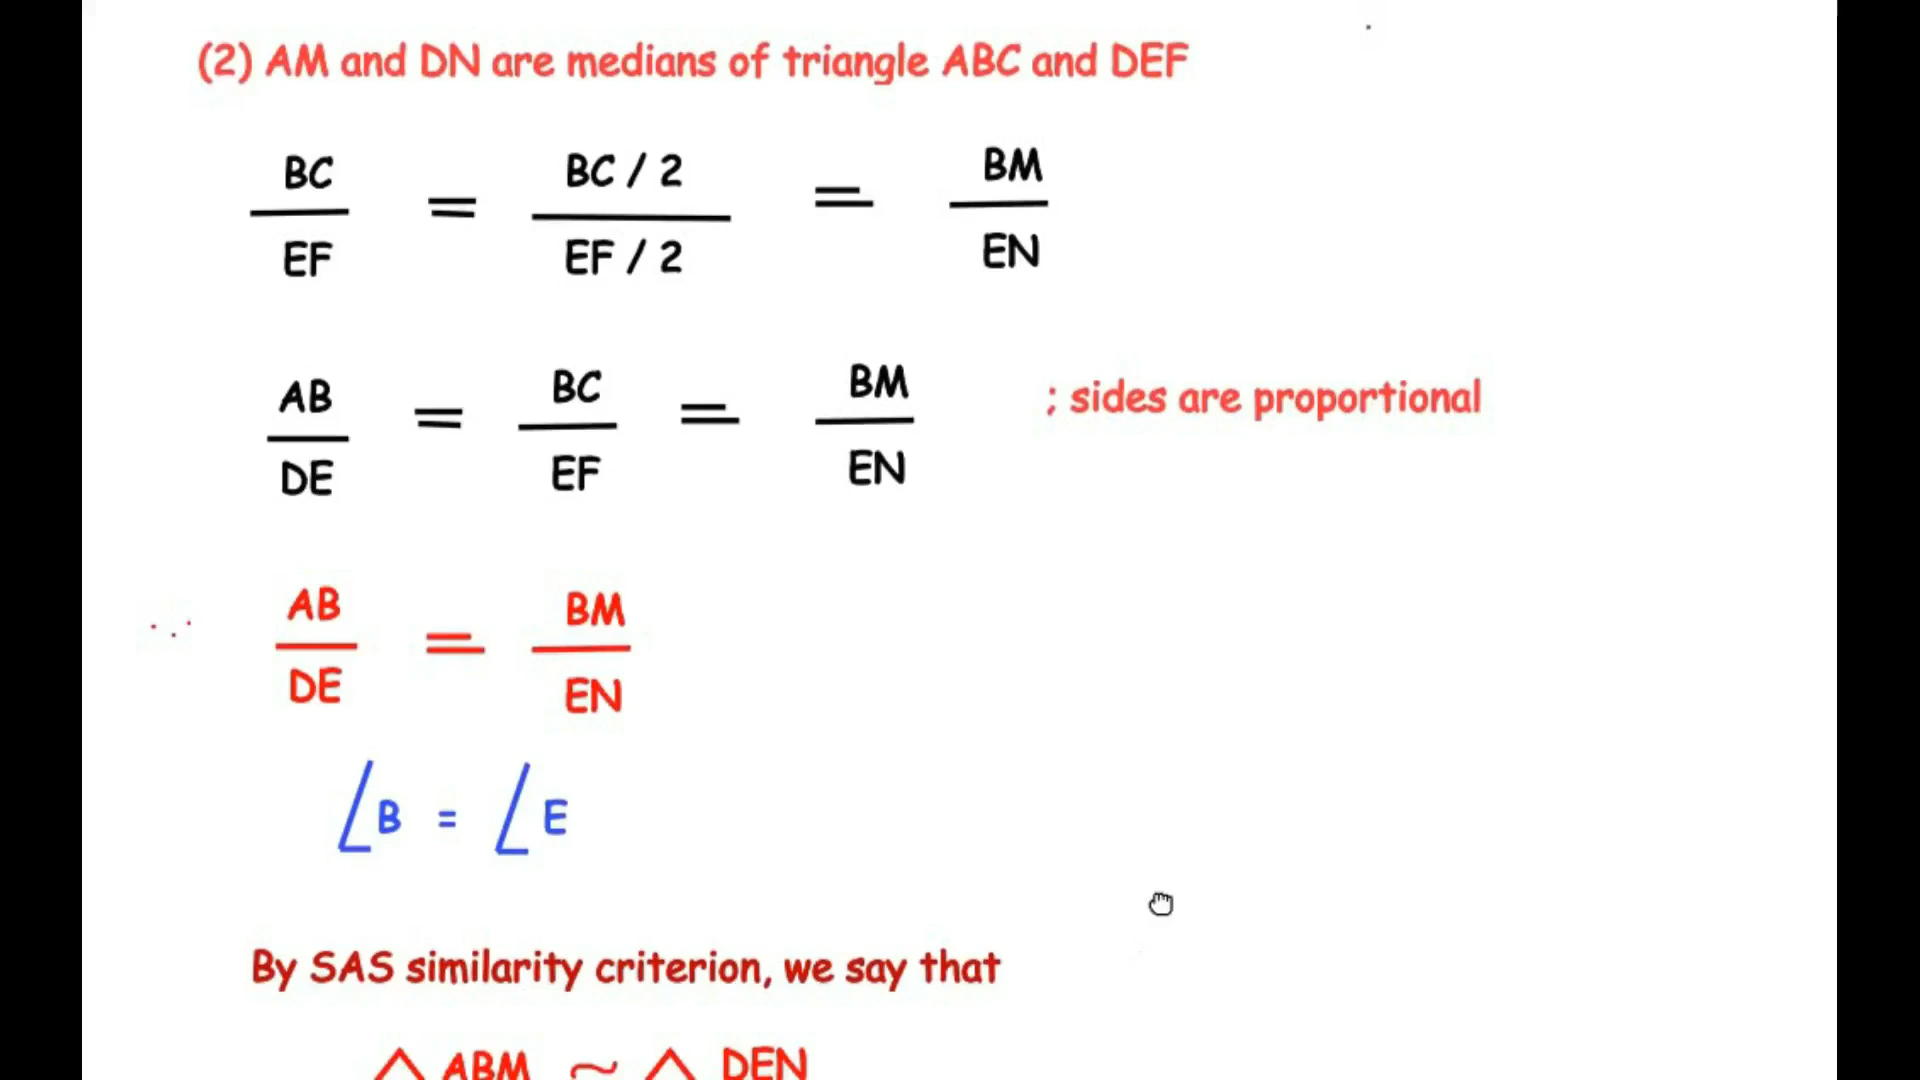 (2) AM and DN are medians of triangle ABC and DEF
BC / EF = BC / 2 / EF / 2 = BM / EN
AB / DE = BC / EF = BM / EN ; sides are proportional
∴ AB / DE = BM / EN
∠B = ∠E
By SAS similarity criterion, we say that
△ ABM ~ △ DEN